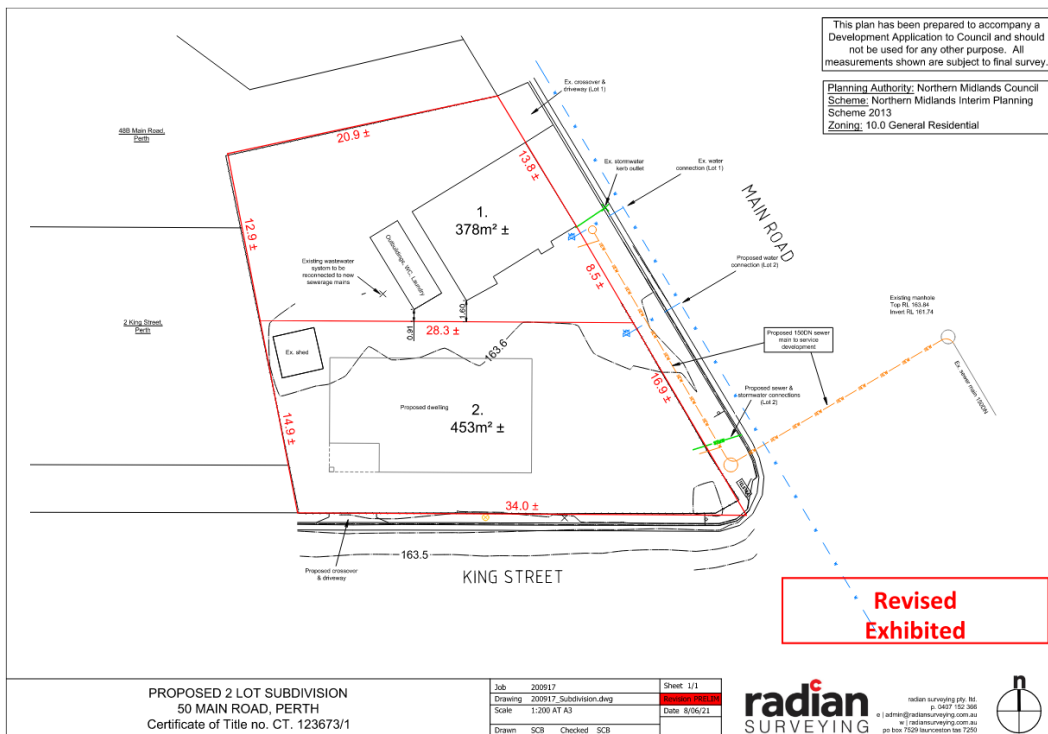 This plan has been prepared to accompany a
Development Application to Council and should
not be used for any other purpose. All
measurements shown are subject to final survey.
Planning Authority: Northern Midlands Council
Scheme: Northern Midlands Interim Planning
Scheme 2013
Zoning: 10.0 General Residential
48B Main Road,
Perth
20.9 ±
Ex. crossover &
driveway (Lot 1)
13.8 ±
Ex. stormwater
kerb outlet
Ex. water
connection (Lot 1)
MAIN ROAD
1.
378m² ±
12.9 ±
Outbuildings, WC, Laundry
Existing wastewater
system to be
reconnected to new
sewerage mains
8.5 ±
Proposed water
connection (Lot 2)
Existing manhole
Top RL 163.84
Invert RL 161.74
2 King Street,
Perth
1.60
0.91
28.3 ±
163.6
Proposed 150DN sewer
main to service
development
Ex. sewer main 150DN
Ex. shed
16.9 ±
Proposed sewer &
stormwater connections
(Lot 2)
Proposed dwelling
2.
453m² ±
14.9 ±
34.0 ±
163.5
Proposed crossover
& driveway
KING STREET
Revised
Exhibited
PROPOSED 2 LOT SUBDIVISION
50 MAIN ROAD, PERTH
Certificate of Title no. CT. 123673/1
Job 200917
Sheet 1/1
Drawing 200917_Subdivision.dwg
Revision PRELIM
Scale 1:200 AT A3
Date 8/06/21
Drawn SCB Checked SCB
radian
SURVEYING
radian surveying pty. ltd.
p. 0437 152 366
e | admin@radiansurveying.com.au
w | radiansurveying.com.au
po box 7529 launceston tas 7250
n